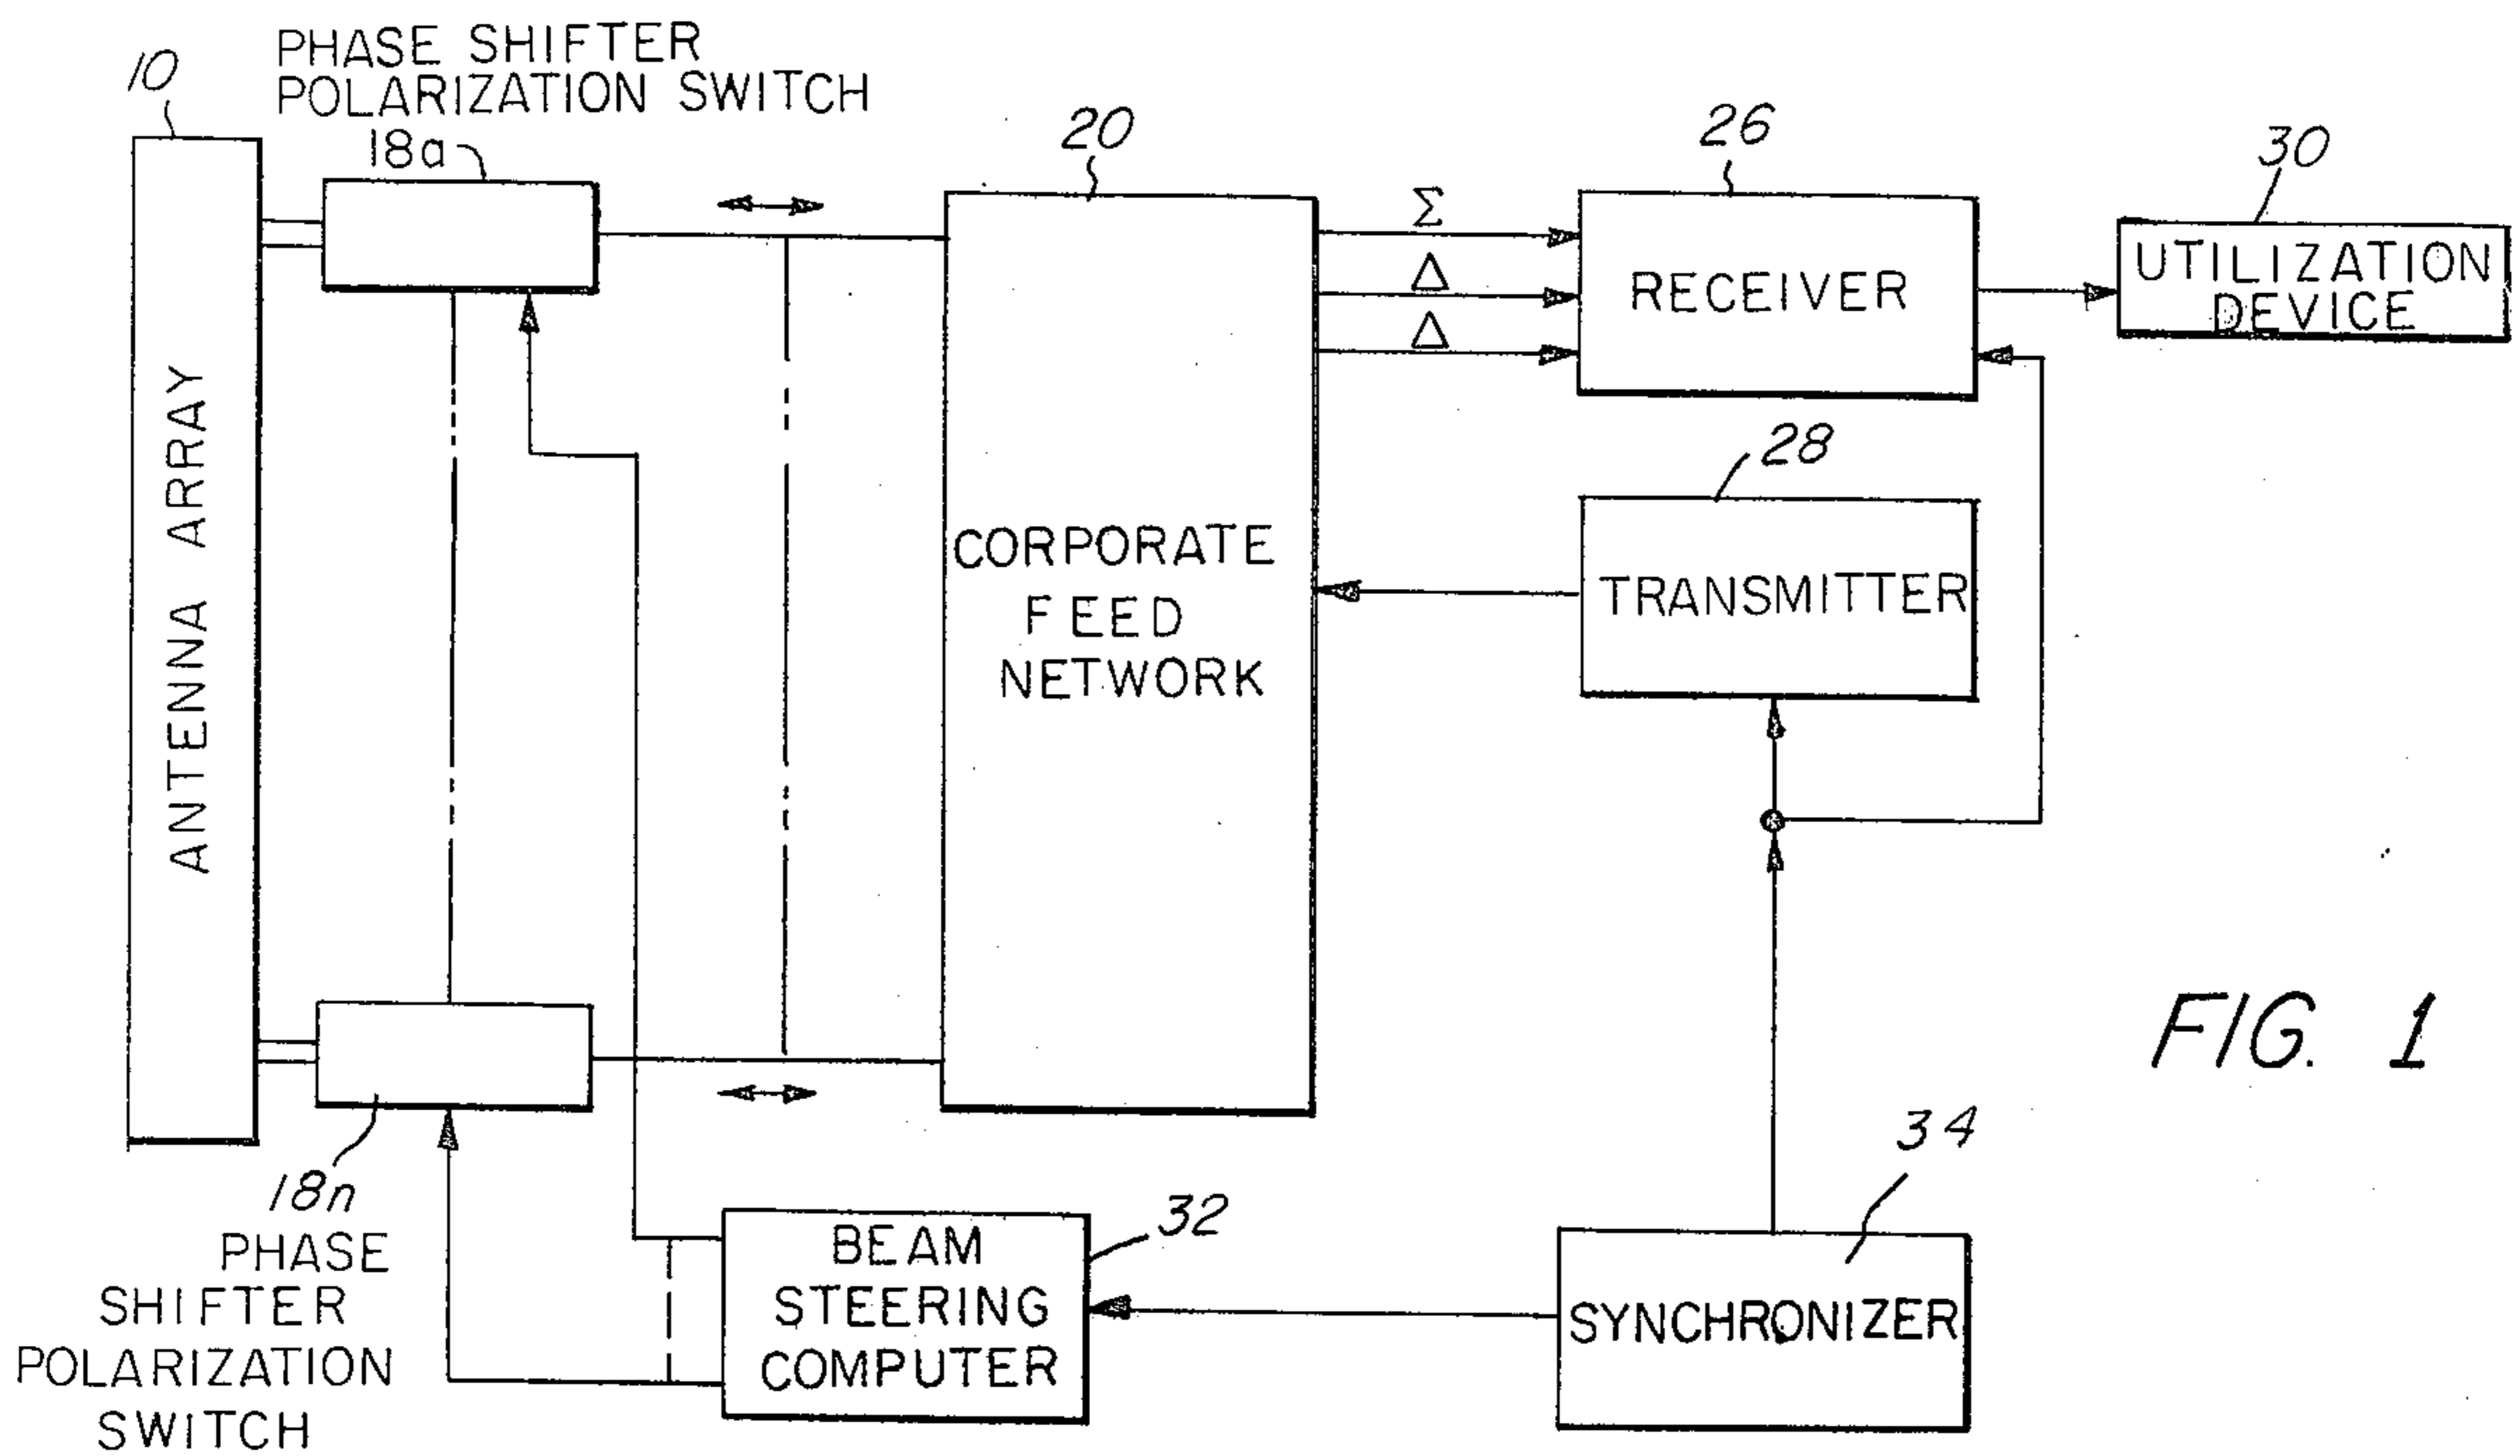 10
PHASE SHIFTER
POLARIZATION SWITCH
18a
20
26
30
Σ
Δ
Δ
RECEIVER
UTILIZATION
DEVICE
28
ANTENNA ARRAY
CORPORATE
FEED
NETWORK
TRANSMITTER
FIG. 1
18n
PHASE
SHIFTER
POLARIZATION
SWITCH
32
BEAM
STEERING
COMPUTER
34
SYNCHRONIZER